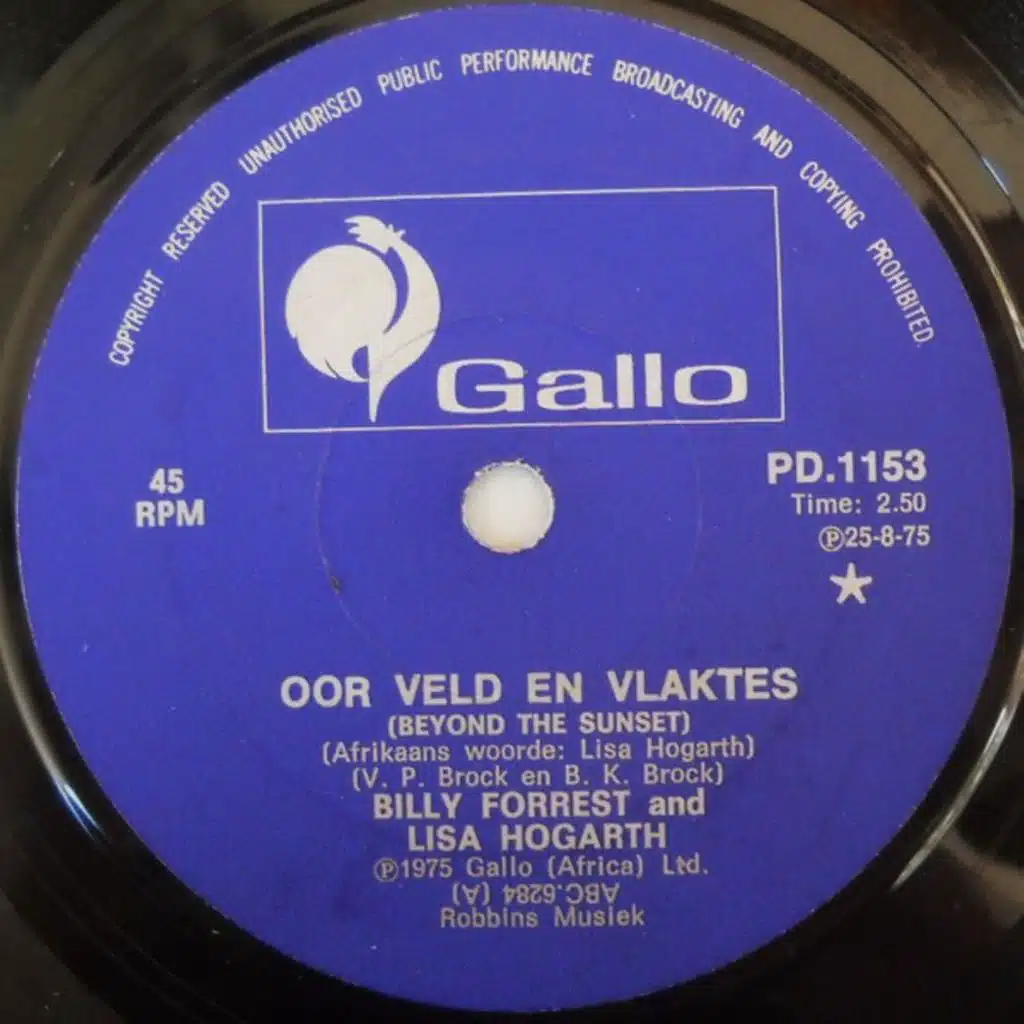 COPYRIGHT RESERVED UNAUTHORISED PUBLIC PERFORMANCE BROADCASTING AND COPYING PROHIBITED.
Gallo
45
RPM
PD.1153
Time: 2.50
Ⓟ25-8-75
OOR VELD EN VLAKTES
(BEYOND THE SUNSET)
(Afrikaans woorde: Lisa Hogarth)
(V. P. Brock en B. K. Brock)
BILLY FORREST and
LISA HOGARTH
Ⓟ1975 Gallo (Africa) Ltd.
ABC.6284 (A)
Robbins Musiek